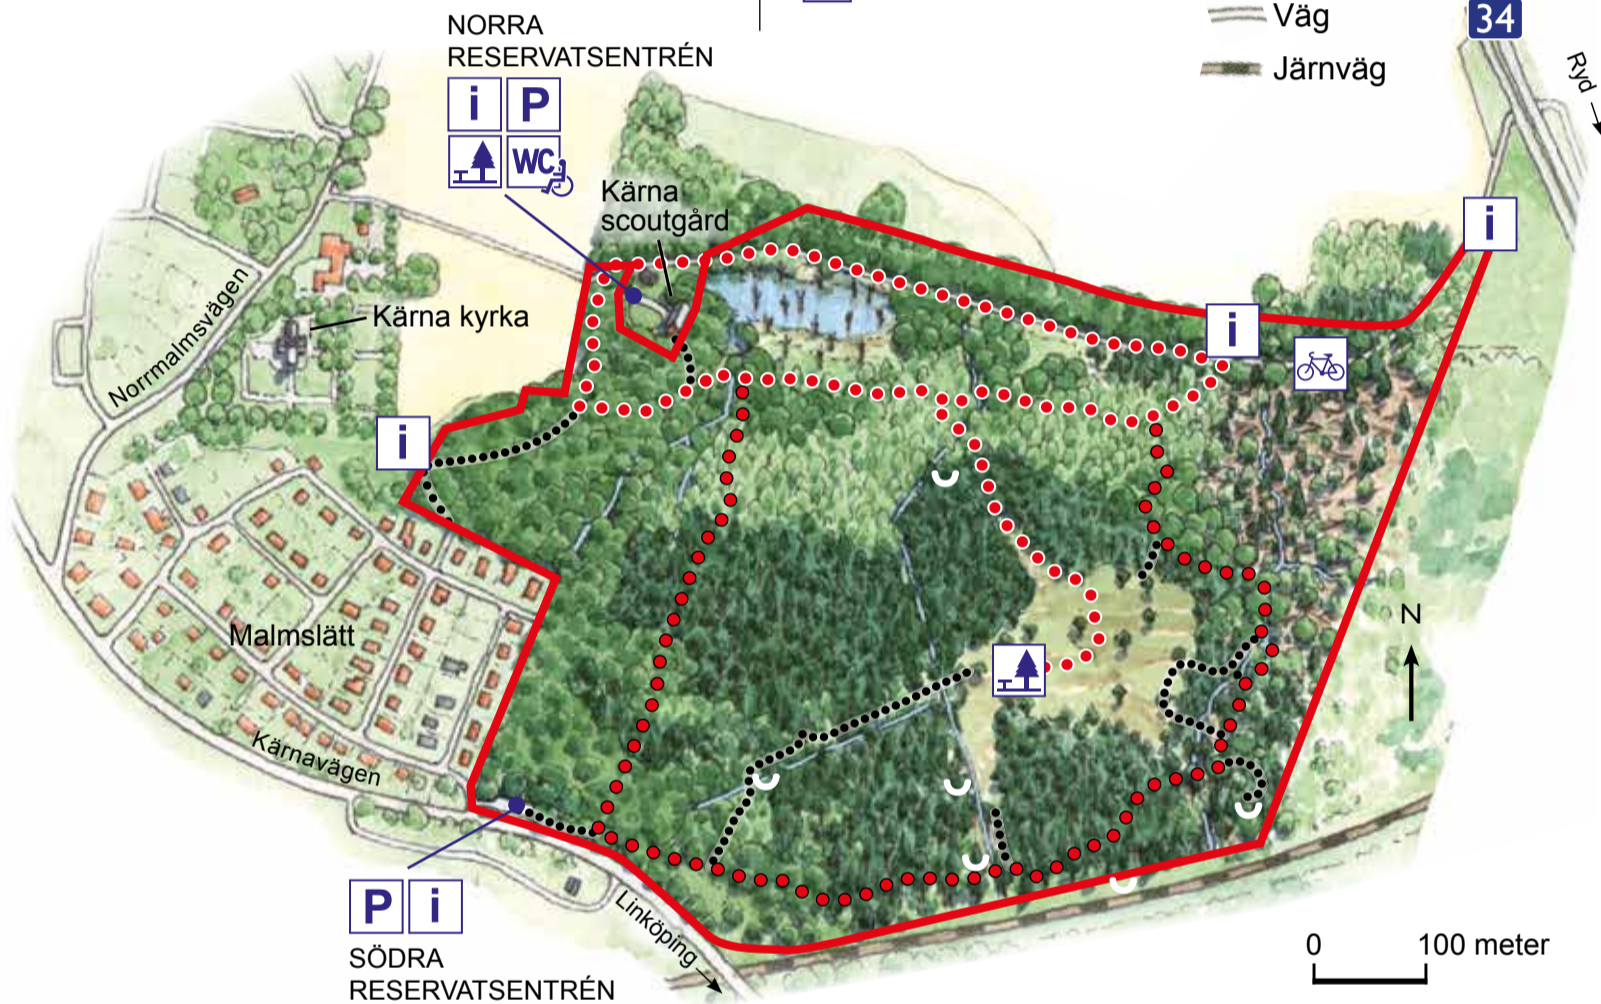 NORRA
RESERVATSENTRÉN
i P
WC
Väg
Järnväg
34
Ryd
Kärna
scoutgård
i
Kärna kyrka
Norrmalmsvägen
i
i
N
Malmslätt
Kärnavägen
P i
SÖDRA
RESERVATSENTRÉN
Linköping
0 100 meter